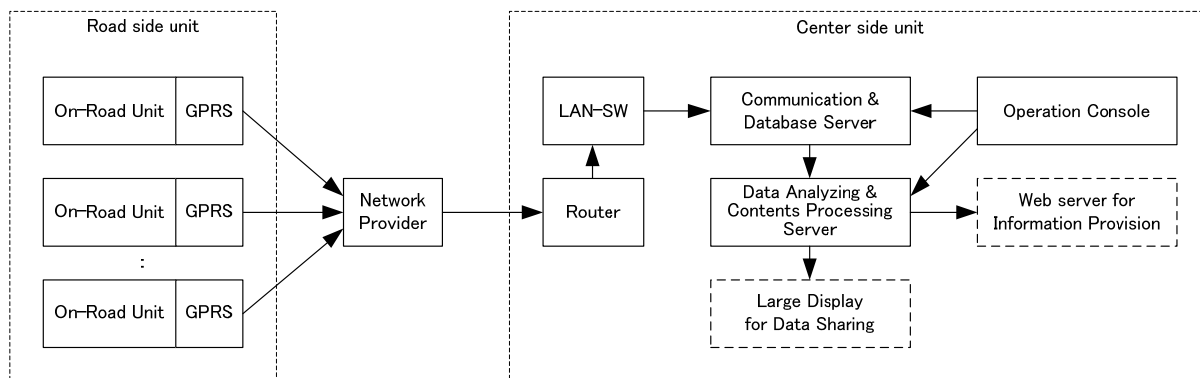 Road side unit
On-Road Unit
GPRS
On-Road Unit
GPRS
:
On-Road Unit
GPRS
Network
Provider
Center side unit
LAN-SW
Router
Communication &
Database Server
Data Analyzing &
Contents Processing
Server
Large Display
for Data Sharing
Operation Console
Web server for
Information Provision